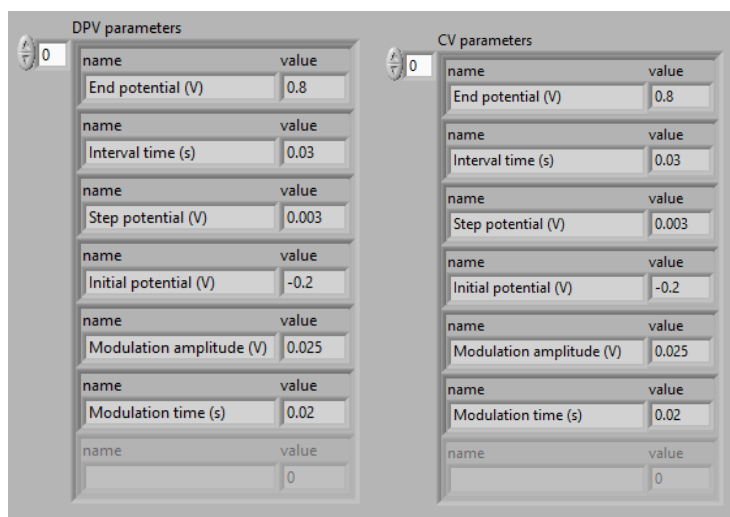 DPV parameters
0
name value
End potential (V) 0.8
name value
Interval time (s) 0.03
name value
Step potential (V) 0.003
name value
Initial potential (V) -0.2
name value
Modulation amplitude (V) 0.025
name value
Modulation time (s) 0.02
name value
0
CV parameters
0
name value
End potential (V) 0.8
name value
Interval time (s) 0.03
name value
Step potential (V) 0.003
name value
Initial potential (V) -0.2
name value
Modulation amplitude (V) 0.025
name value
Modulation time (s) 0.02
name value
0